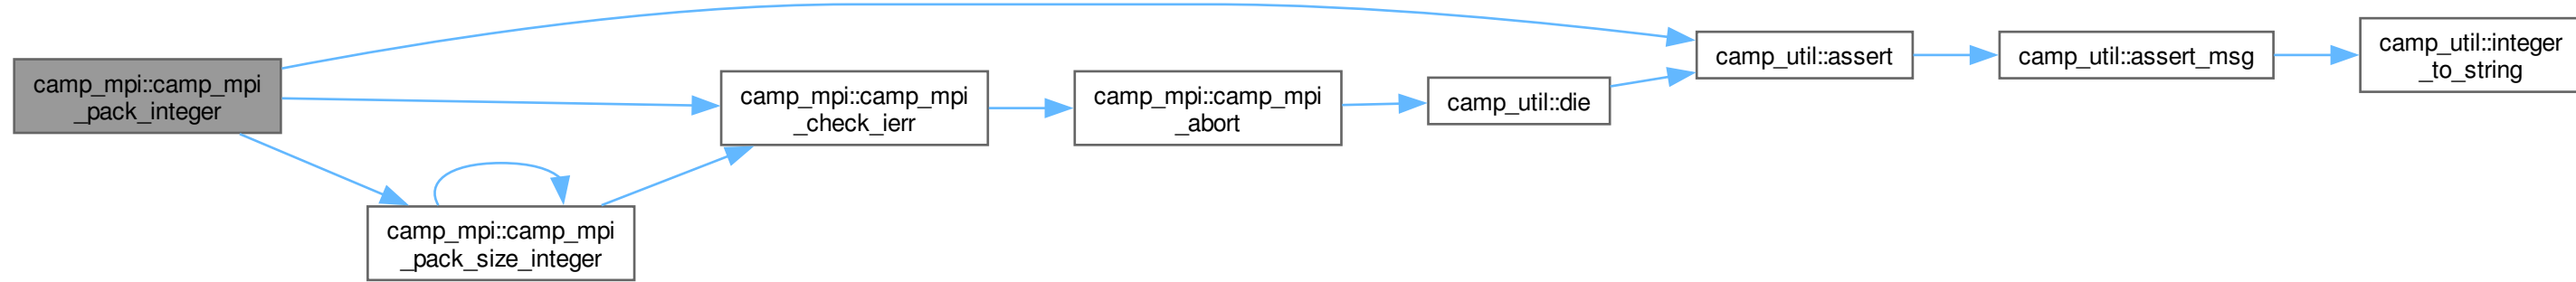 camp_mpi::camp_mpi
_pack_integer
camp_mpi::camp_mpi
_pack_size_integer
camp_mpi::camp_mpi
_check_ierr
camp_mpi::camp_mpi
_abort
camp_util::die
camp_util::assert
camp_util::assert_msg
camp_util::integer
_to_string